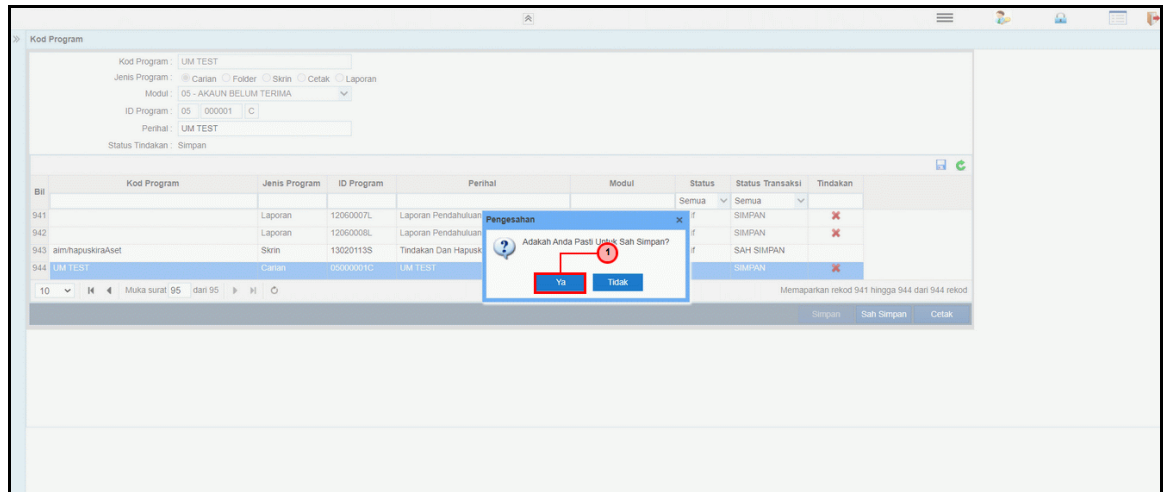 Kod Program
Kod Program : UM TEST
Jenis Program : Carian Folder Skrin Cetak Laporan
Modul : 05 - AKAUN BELUM TERIMA
ID Program : 05 000001 C
Perihal : UM TEST
Status Tindakan : Simpan
Bil Kod Program Jenis Program ID Program Perihal Modul Status Status Transaksi Tindakan
Semua Semua
941 Laporan 12060007L Laporan Pendahuluan if SIMPAN
942 Laporan 12060008L Laporan Pendahuluan if SIMPAN
943 aim/hapuskiraAset Skrin 13020113S Tindakan Dan Hapusk if SAH SIMPAN
944 UM TEST Carian 05000001C UM TEST SIMPAN
Pengesahan
Adakah Anda Pasti Untuk Sah Simpan?
1
Ya Tidak
10 Muka surat 95 dari 95 Memaparkan rekod 941 hingga 944 dari 944 rekod
Simpan Sah Simpan Cetak